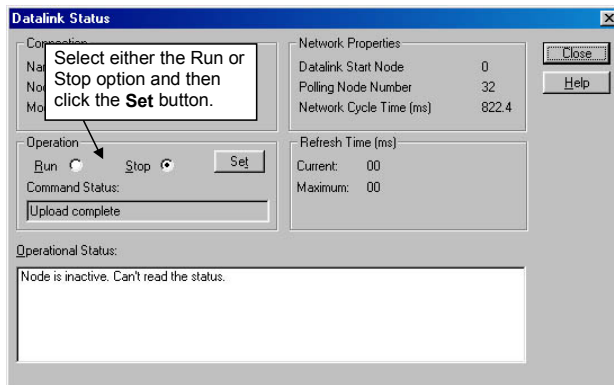 Datalink Status
Connection
Select either the Run or
Stop option and then
click the Set button.
Network Properties
Datalink Start Node 0
Polling Node Number 32
Network Cycle Time (ms) 822.4
Close
Help
Operation
Run Stop Set
Command Status:
Upload complete
Refresh Time (ms)
Current: 00
Maximum: 00
Operational Status:
Node is inactive. Can't read the status.